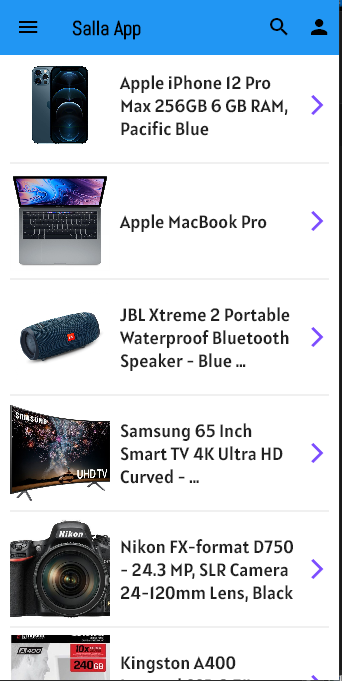 Salla App
Apple iPhone 12 Pro
Max 256GB 6 GB RAM,
Pacific Blue
Apple MacBook Pro
JBL Xtreme 2 Portable
Waterproof Bluetooth
Speaker - Blue ...
SAMSUNG
UHD TV
Samsung 65 Inch
Smart TV 4K Ultra HD
Curved - ...
Nikon
Nikon FX-format D750
- 24.3 MP, SLR Camera
24-120mm Lens, Black
Kingston
A400
10x
240GB
Kingston A400